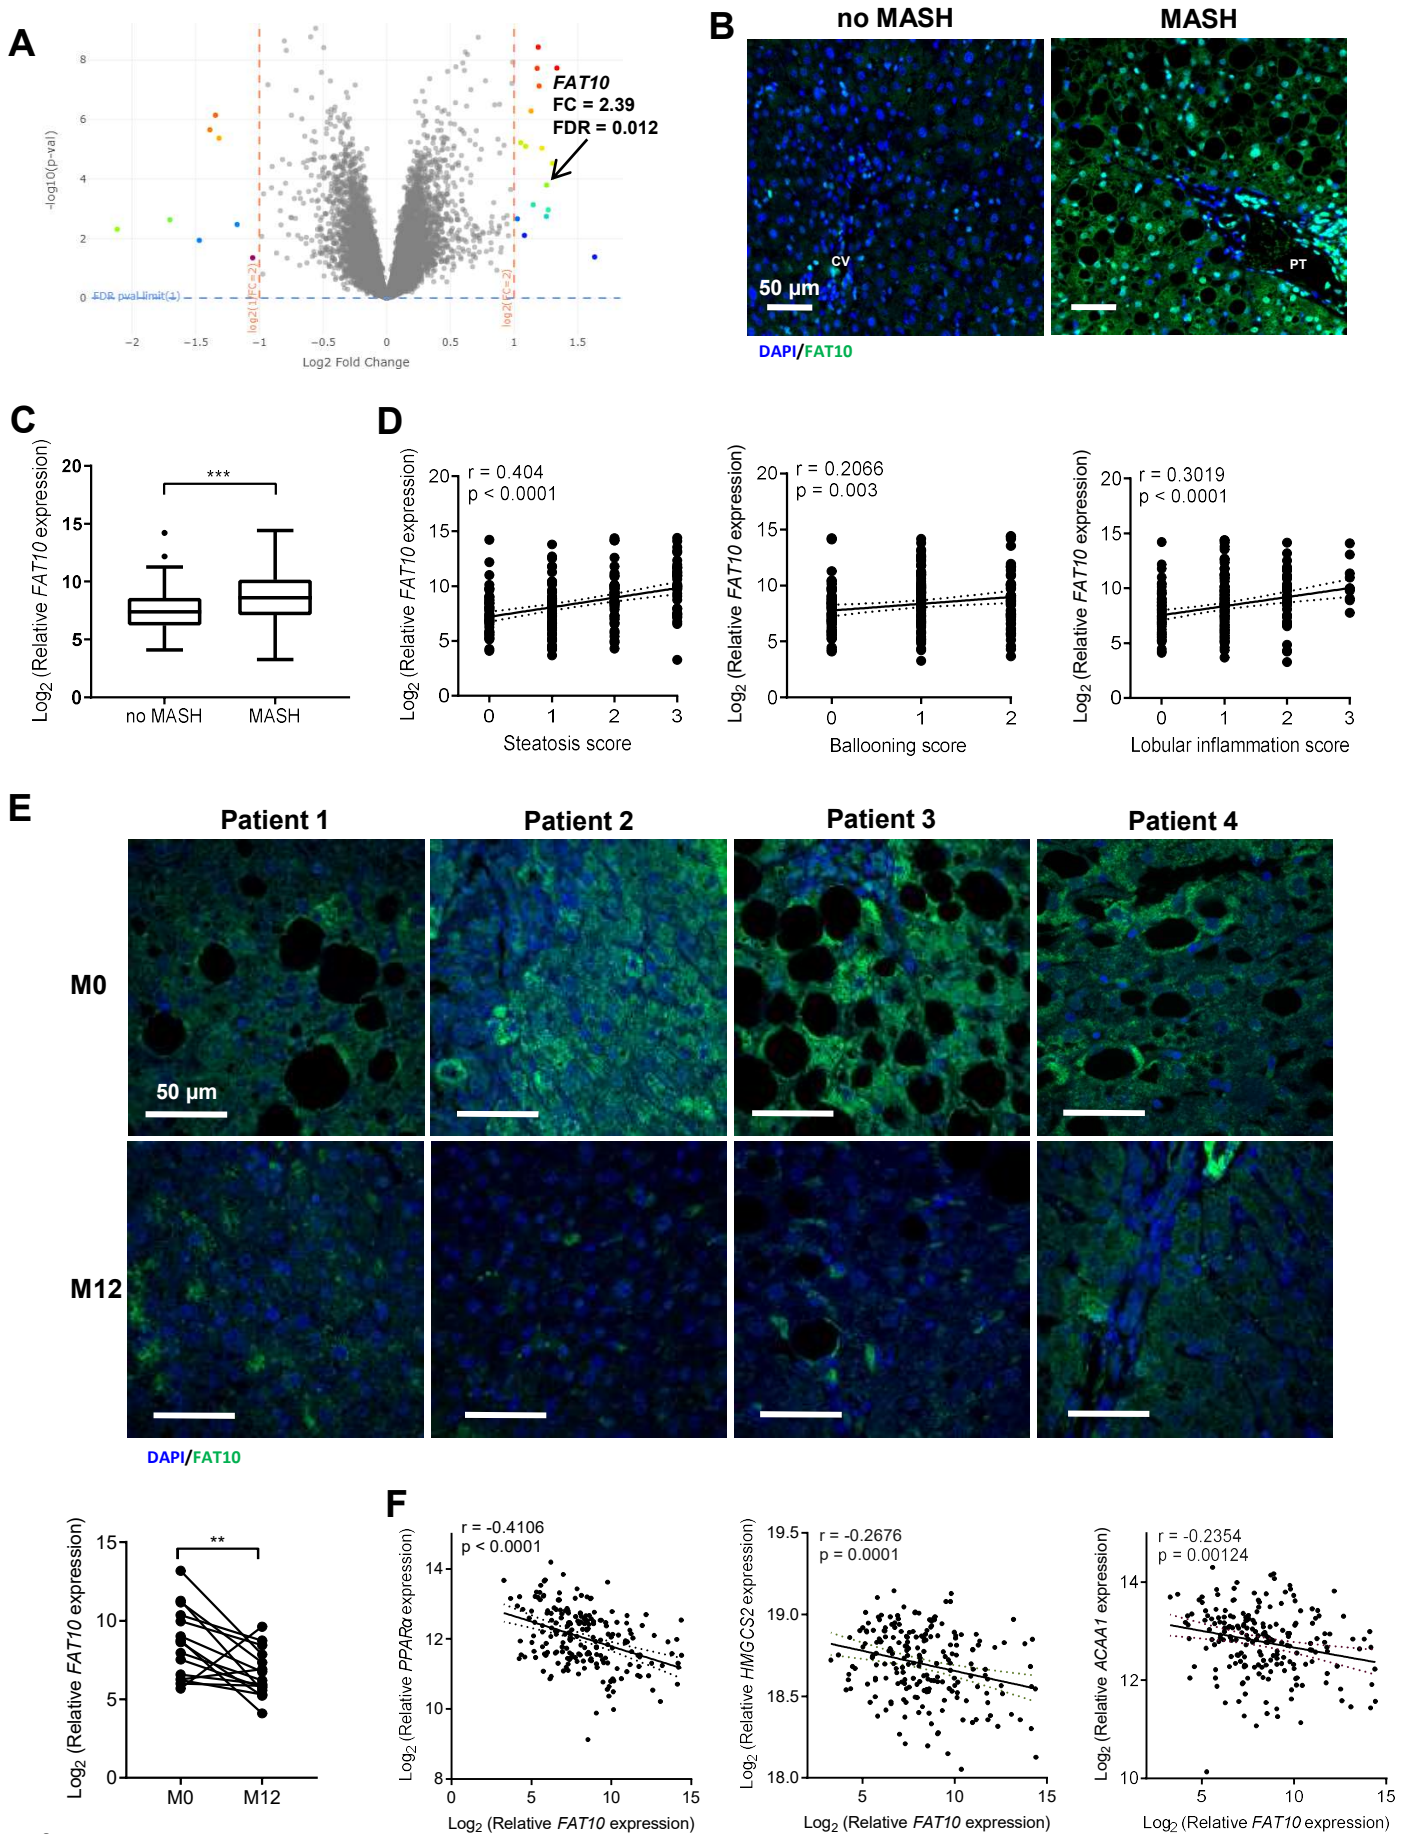 A
-log10(p-val)
8
6
4
2
0
FAT10
FC = 2.39
FDR = 0.012
FDR pval limit(1)
log2(1/FC=2)
log2(FC=2)
−2
−1.5
−1
−0.5
0
0.5
1
1.5
Log2 Fold Change
B
no MASH
MASH
CV
50 µm
PT
DAPI/FAT10
C
Log2 (Relative FAT10 expression)
20
15
10
5
0
***
no MASH
MASH
D
Log2 (Relative FAT10 expression)
r = 0.404
p < 0.0001
20
15
10
5
0
0
1
2
3
Steatosis score
Log2 (Relative FAT10 expression)
r = 0.2066
p = 0.003
20
15
10
5
0
0
1
2
Ballooning score
Log2 (Relative FAT10 expression)
r = 0.3019
p < 0.0001
20
15
10
5
0
0
1
2
3
Lobular inflammation score
E
Patient 1
Patient 2
Patient 3
Patient 4
M0
50 µm
M12
DAPI/FAT10
Log2 (Relative FAT10 expression)
15
10
5
0
**
M0
M12
F
Log2 (Relative PPARα expression)
r = -0.4106
p < 0.0001
14
12
10
8
0
5
10
15
Log2 (Relative FAT10 expression)
Log2 (Relative HMGCS2 expression)
r = -0.2676
p = 0.0001
19.5
19.0
18.5
18.0
5
10
15
Log2 (Relative FAT10 expression)
Log2 (Relative ACAA1 expression)
r = -0.2354
p = 0.00124
14
12
10
5
10
15
Log2 (Relative FAT10 expression)